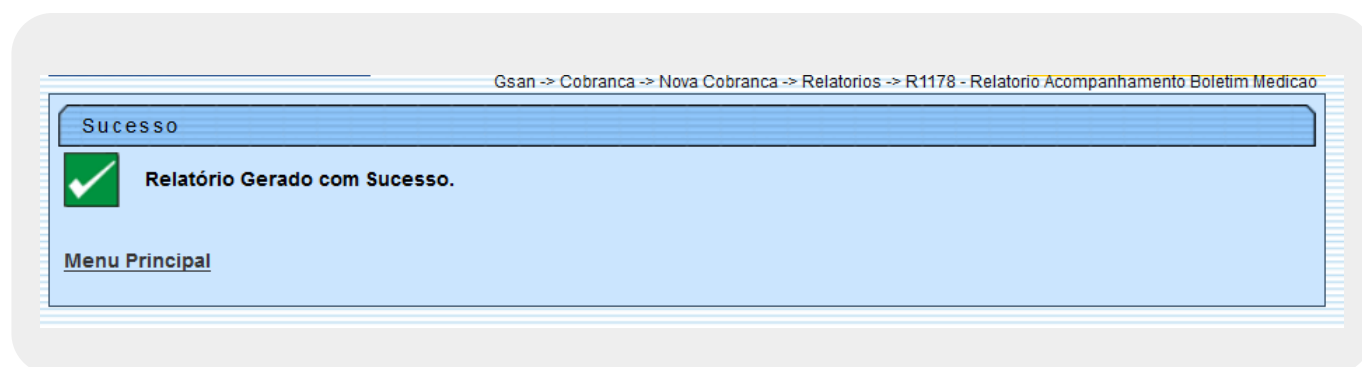 Gsan -> Cobranca -> Nova Cobranca -> Relatorios -> R1178 - Relatorio Acompanhamento Boletim Medicao
Sucesso
Relatório Gerado com Sucesso.
Menu Principal